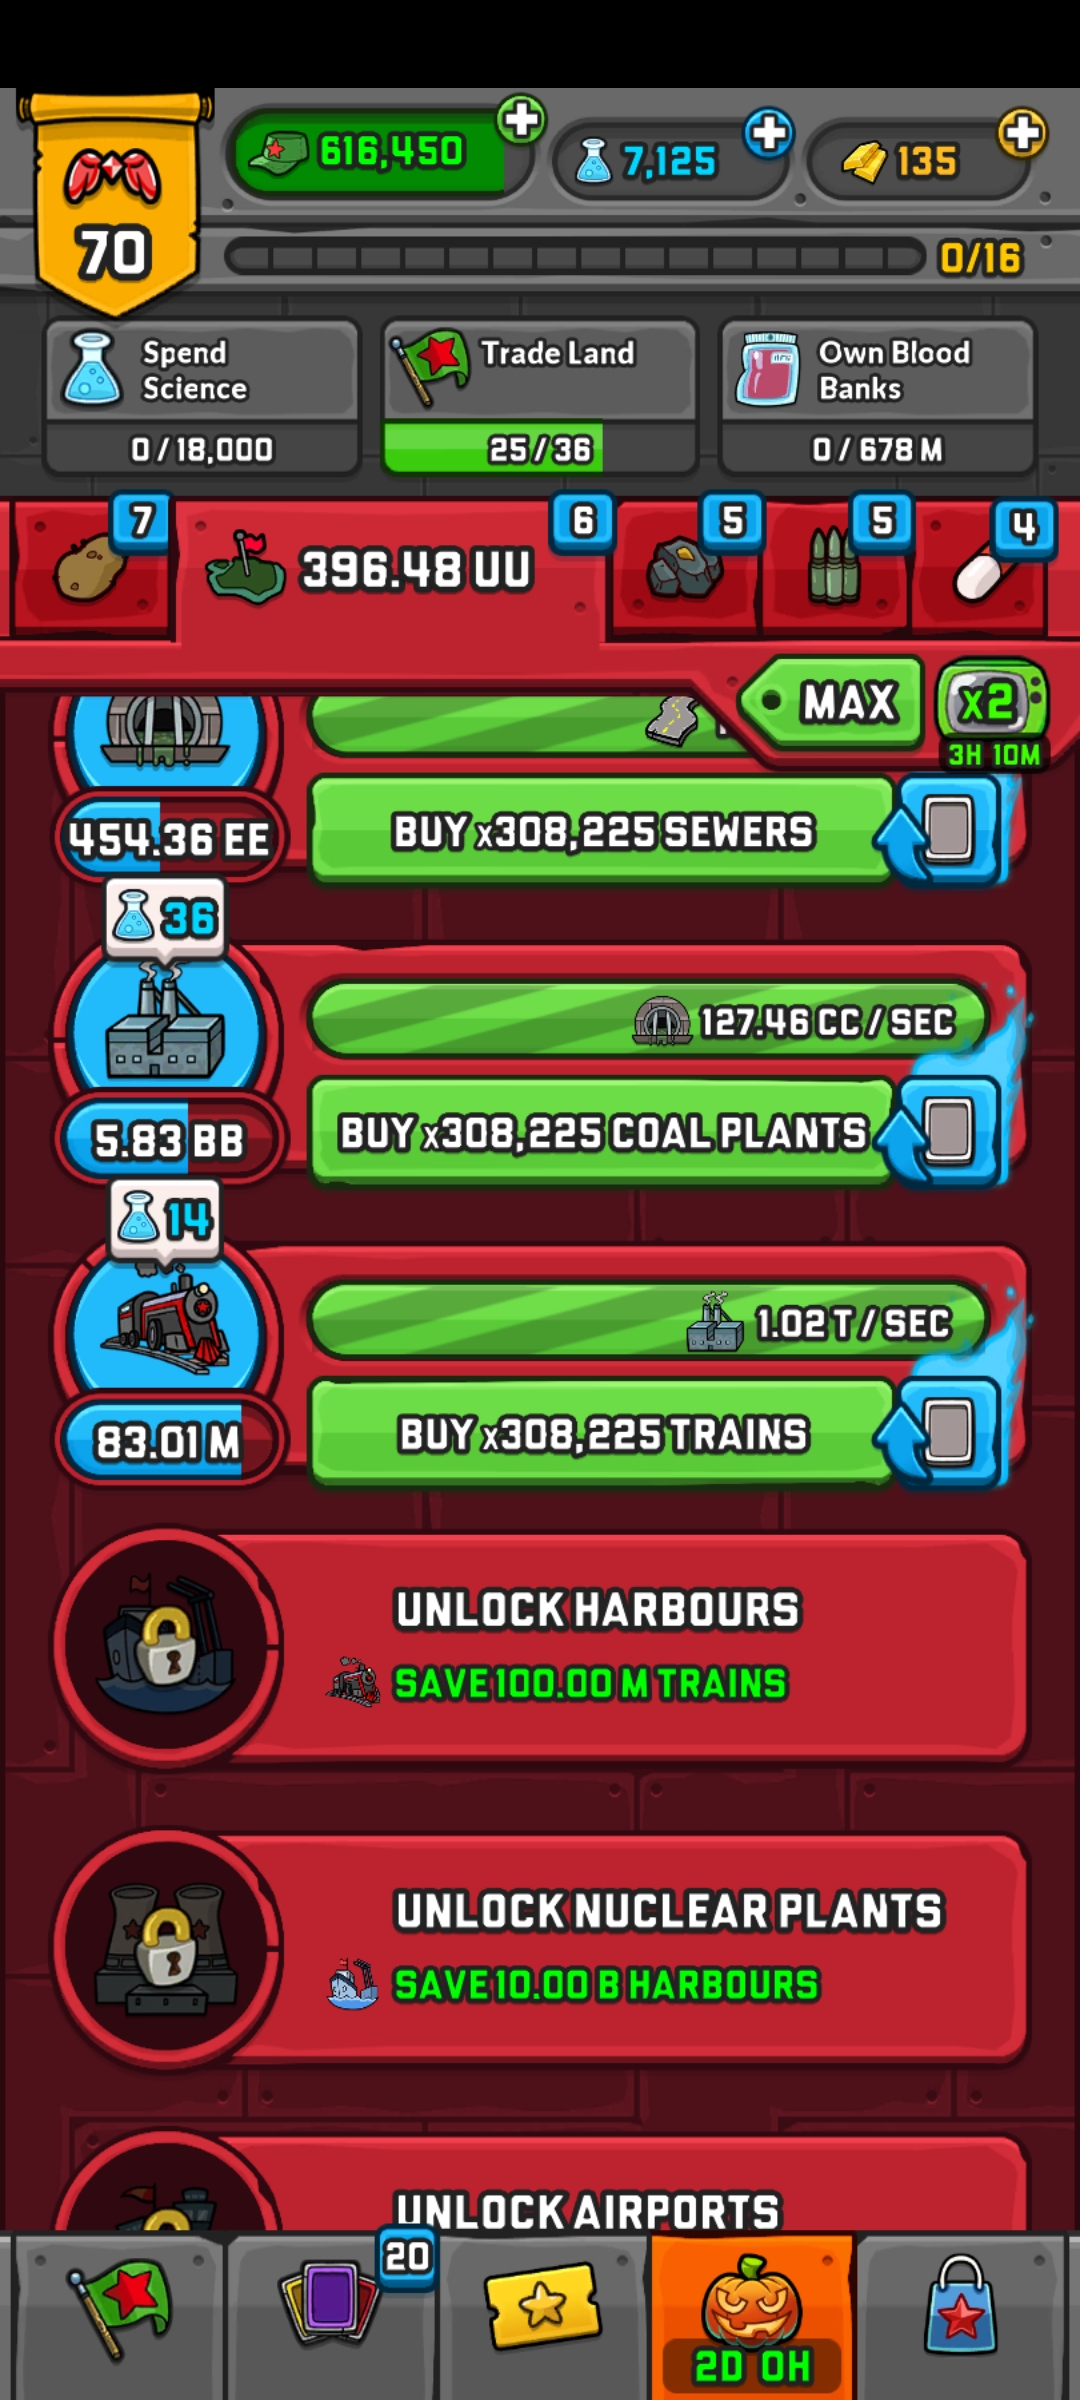 616,450
7,125
135
70
0/16
Spend
Science
0 / 18,000
Trade Land
25 / 36
Own Blood
Banks
0 / 678 M
7
396.48 UU
6
5
5
4
MAX
x2
3H 10M
454.36 EE
BUY x308,225 SEWERS
36
127.46 CC / SEC
5.83 BB
BUY x308,225 COAL PLANTS
14
1.02 T / SEC
83.01 M
BUY x308,225 TRAINS
UNLOCK HARBOURS
SAVE 100.00 M TRAINS
UNLOCK NUCLEAR PLANTS
SAVE 10.00 B HARBOURS
UNLOCK AIRPORTS
20
2D 0H